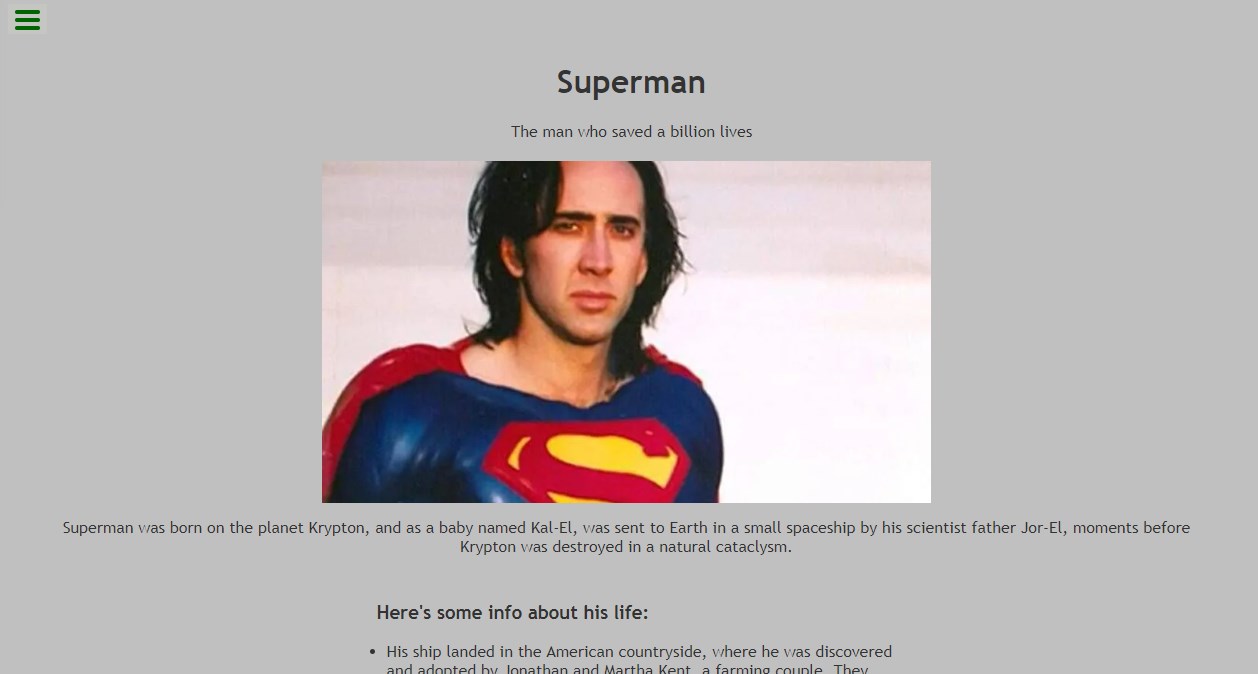 Superman
The man who saved a billion lives
Superman was born on the planet Krypton, and as a baby named Kal-El, was sent to Earth in a small spaceship by his scientist father Jor-El, moments before
Krypton was destroyed in a natural cataclysm.
Here's some info about his life:
• His ship landed in the American countryside, where he was discovered
and adopted by Jonathan and Martha Kent, a farming couple. They